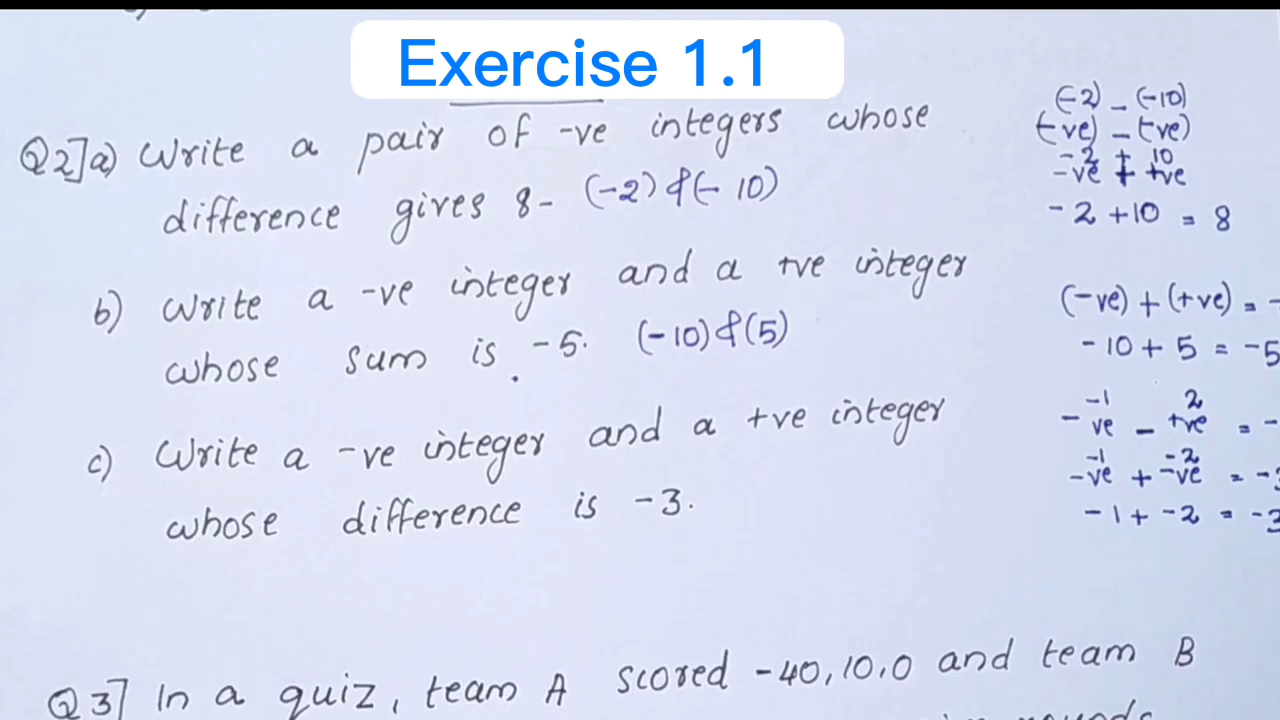 Exercise 1.1
Q2]a) Write a pair of -ve integers whose
difference gives 8- (-2) & (- 10)
(-2) - (-10)
(-ve) - (-ve)
-2 + 10
-ve + +ve
- 2 + 10 = 8
b) Write a -ve integer and a +ve integer
whose sum is -5. (-10) & (5)
(-ve) + (+ve) = -
- 10 + 5 = -5
c) Write a -ve integer and a +ve integer
whose difference is -3.
-1 2
- ve - +ve = -
-1 -2
-ve + -ve = -3
- 1 + -2 = -3
Q3] In a quiz, team A scored -40, 10, 0 and team B